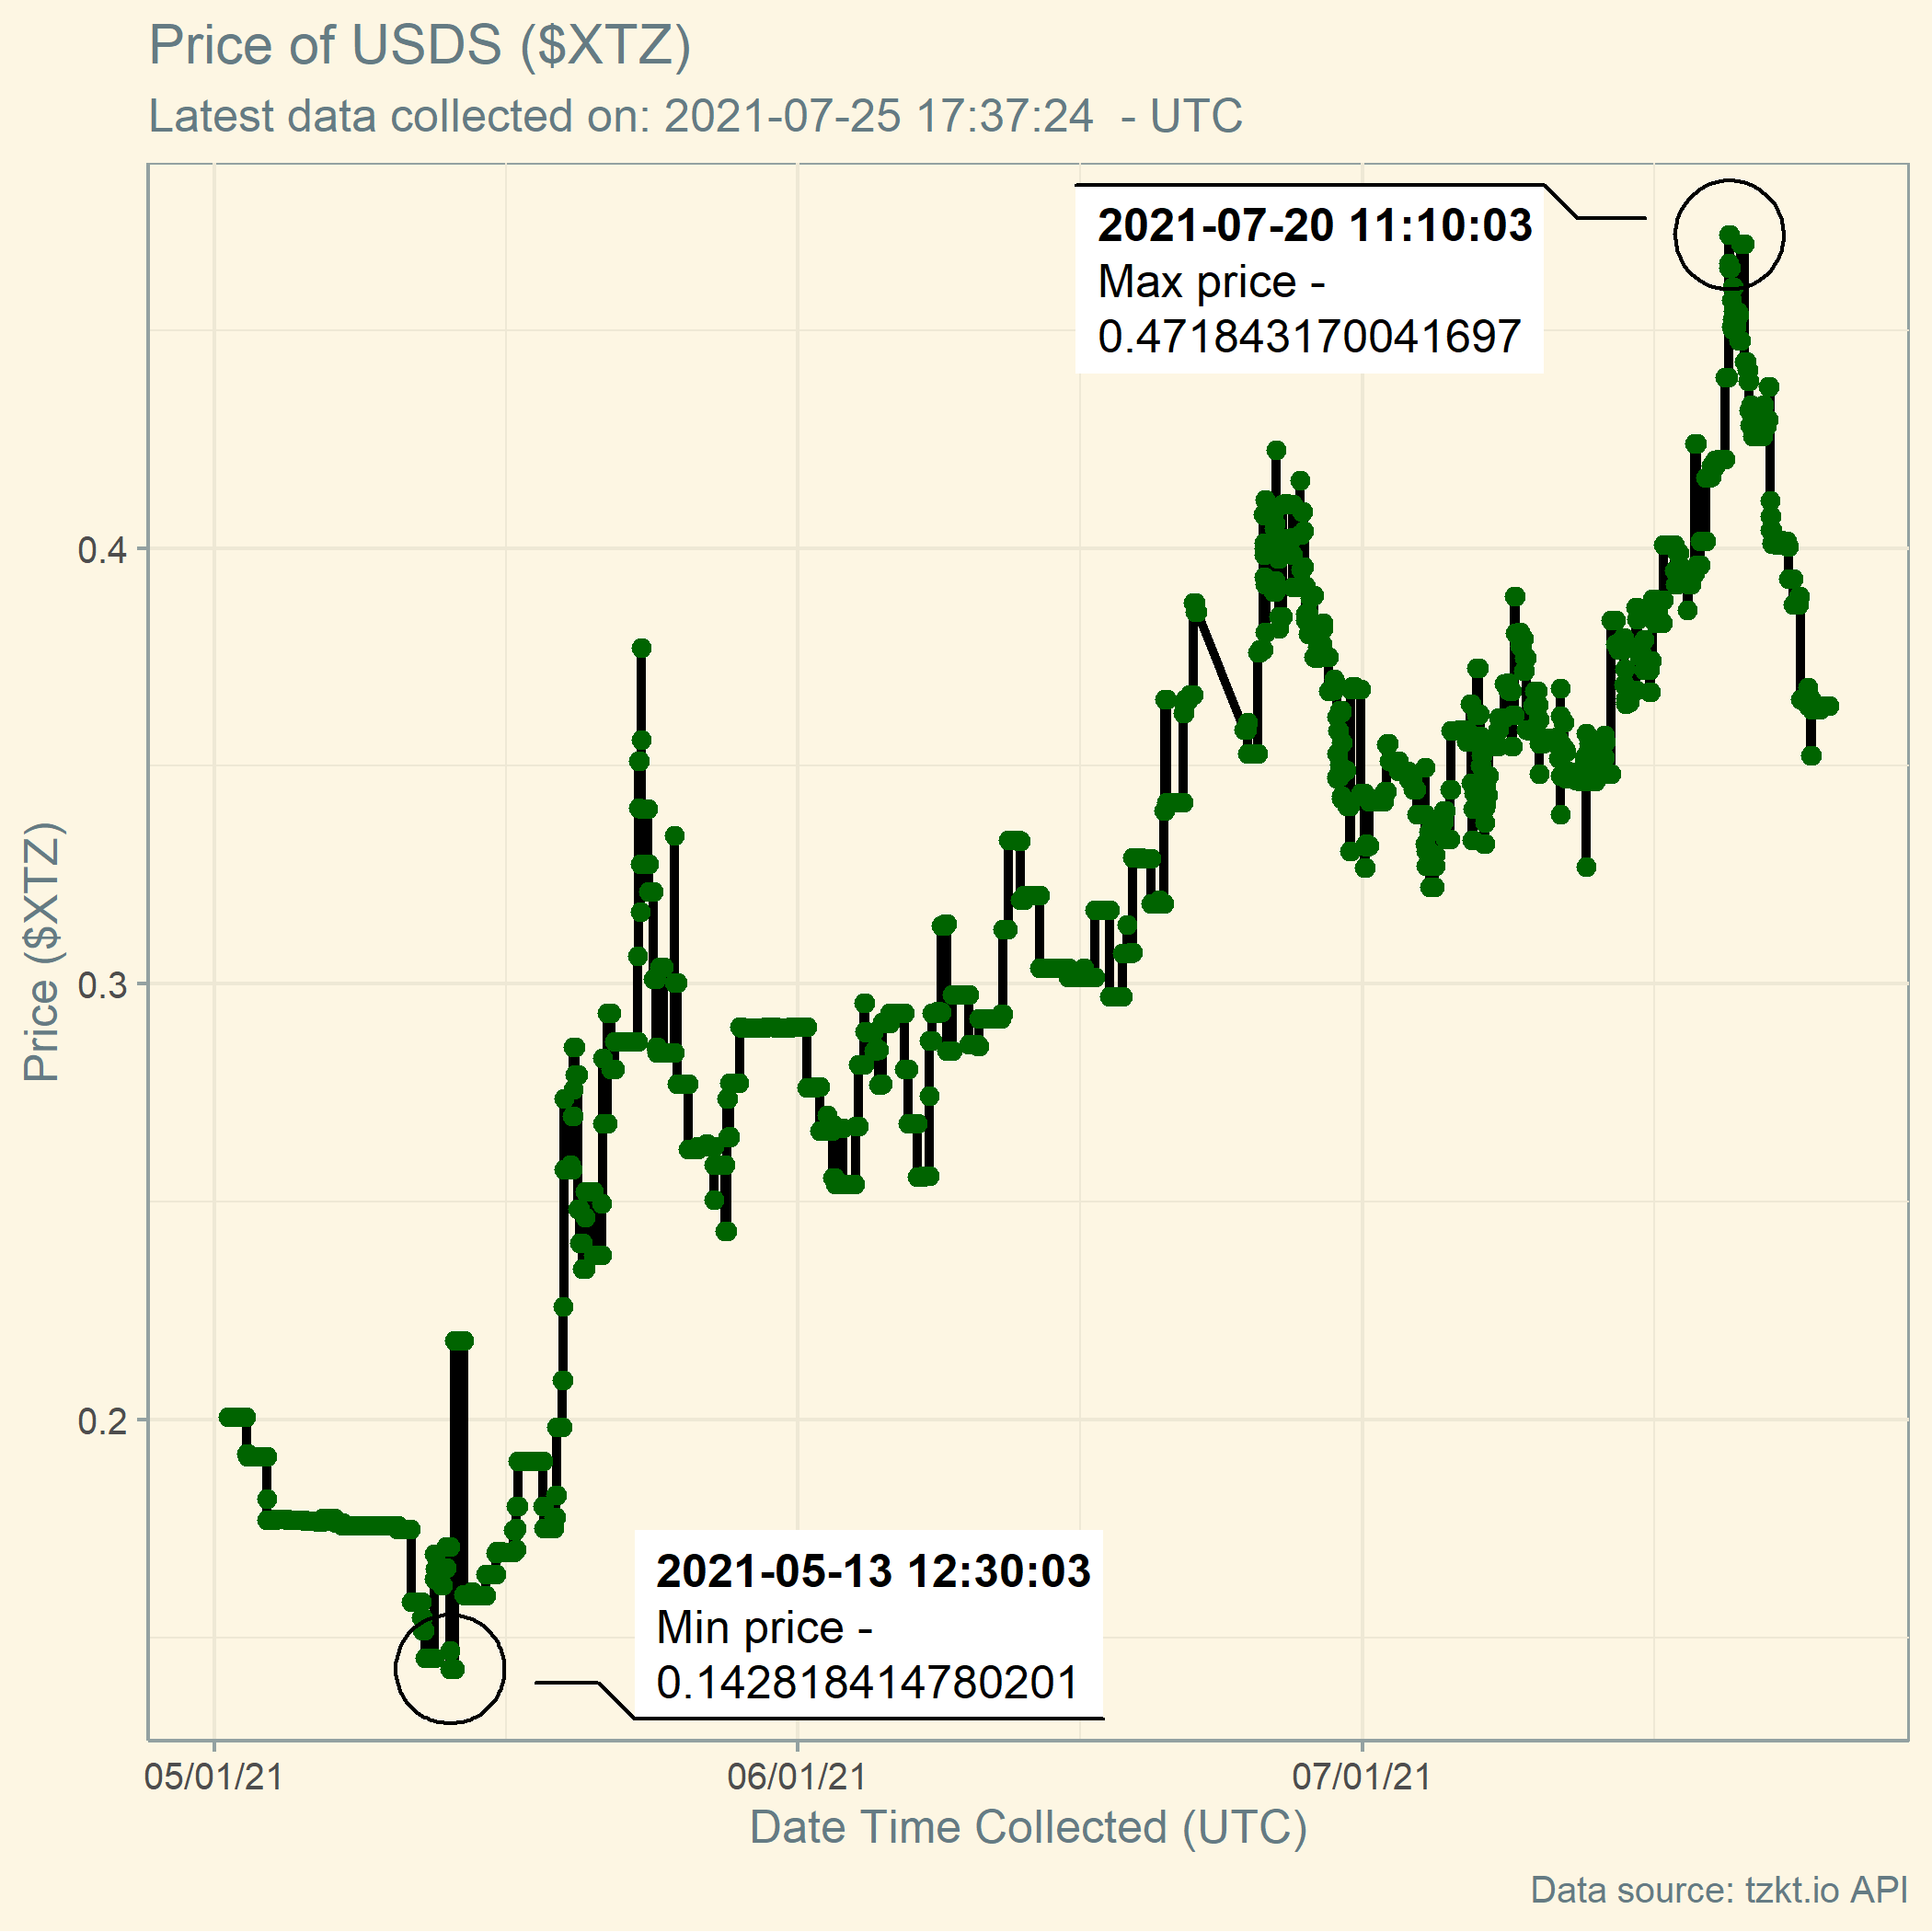 Price of USDS ($XTZ)
Latest data collected on: 2021-07-25 17:37:24  - UTC
2021-07-20 11:10:03
Max price -
0.471843170041697
0.4
0.3
0.2
Price ($XTZ)
2021-05-13 12:30:03
Min price -
0.142818414780201
05/01/21
06/01/21
07/01/21
Date Time Collected (UTC)
Data source: tzkt.io API